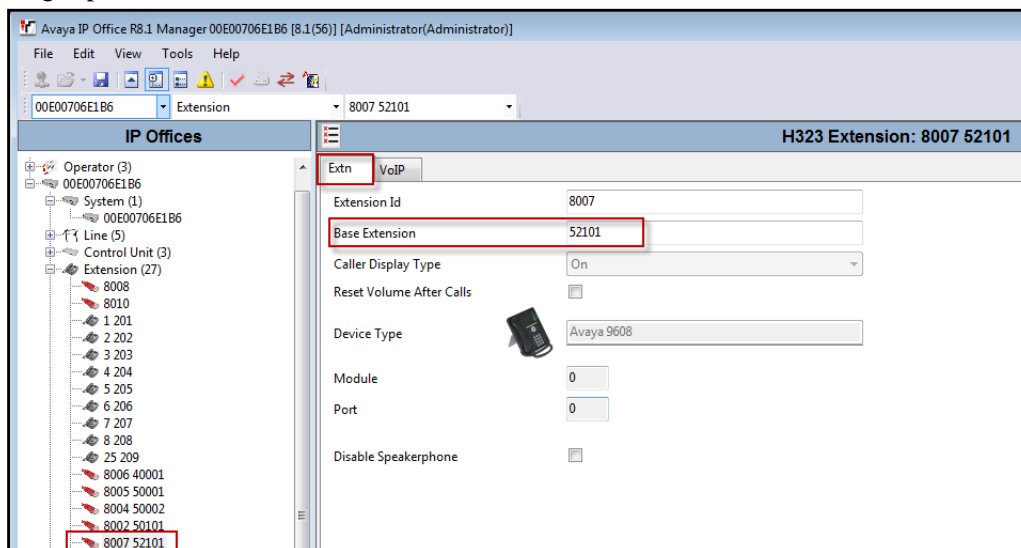 Avaya IP Office R8.1 Manager 00E00706E1B6 [8.1(56)] [Administrator(Administrator)]
File Edit View Tools Help
00E00706E1B6 Extension 8007 52101
IP Offices
Operator (3)
00E00706E1B6
System (1)
00E00706E1B6
Line (5)
Control Unit (3)
Extension (27)
8008
8010
1 201
2 202
3 203
4 204
5 205
6 206
7 207
8 208
25 209
8006 40001
8005 50001
8004 50002
8002 50101
8007 52101
H323 Extension: 8007 52101
Extn VoIP
Extension Id 8007
Base Extension 52101
Caller Display Type On
Reset Volume After Calls
Device Type Avaya 9608
Module 0
Port 0
Disable Speakerphone